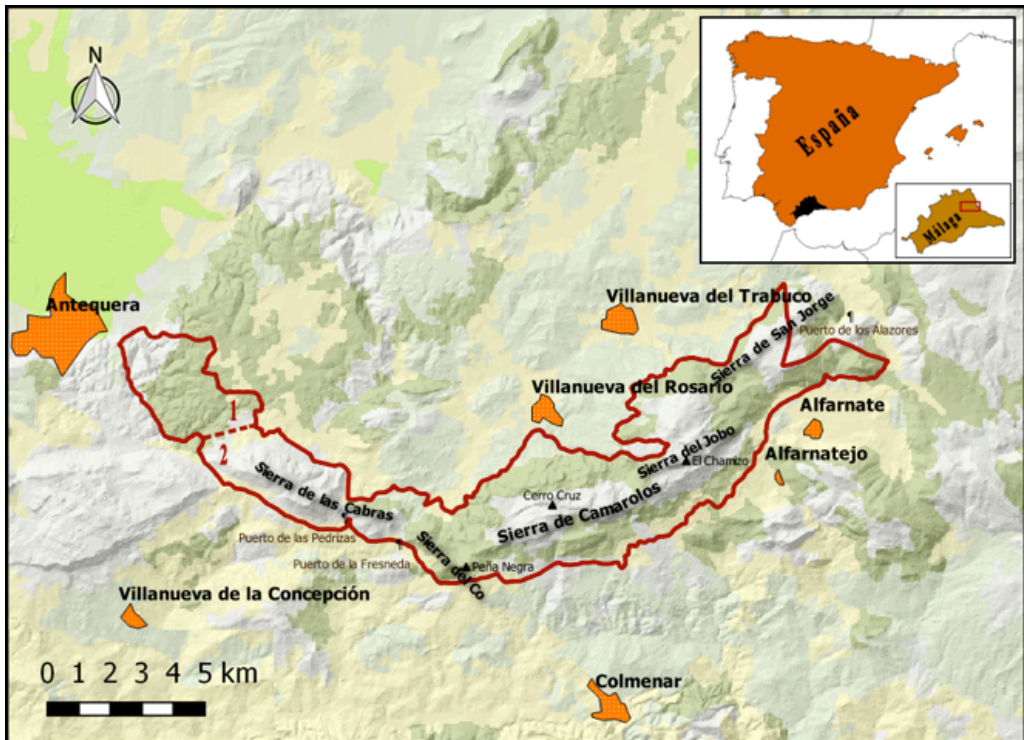 N
España
Málaga
Antequera
Villanueva del Trabuco
Sierra de San Jorge
Puerto de los Alazores
Villanueva del Rosario
Alfarnate
1
2
Sierra del Jobo
El Chamizo
Alfarnatejo
Sierra de las Cabras
Cerro Cruz
Sierra de Camarolos
Puerto de las Pedrizas
Puerto de la Fresneda
Sierra del Co
Peña Negra
Villanueva de la Concepción
Colmenar
0 1 2 3 4 5 km